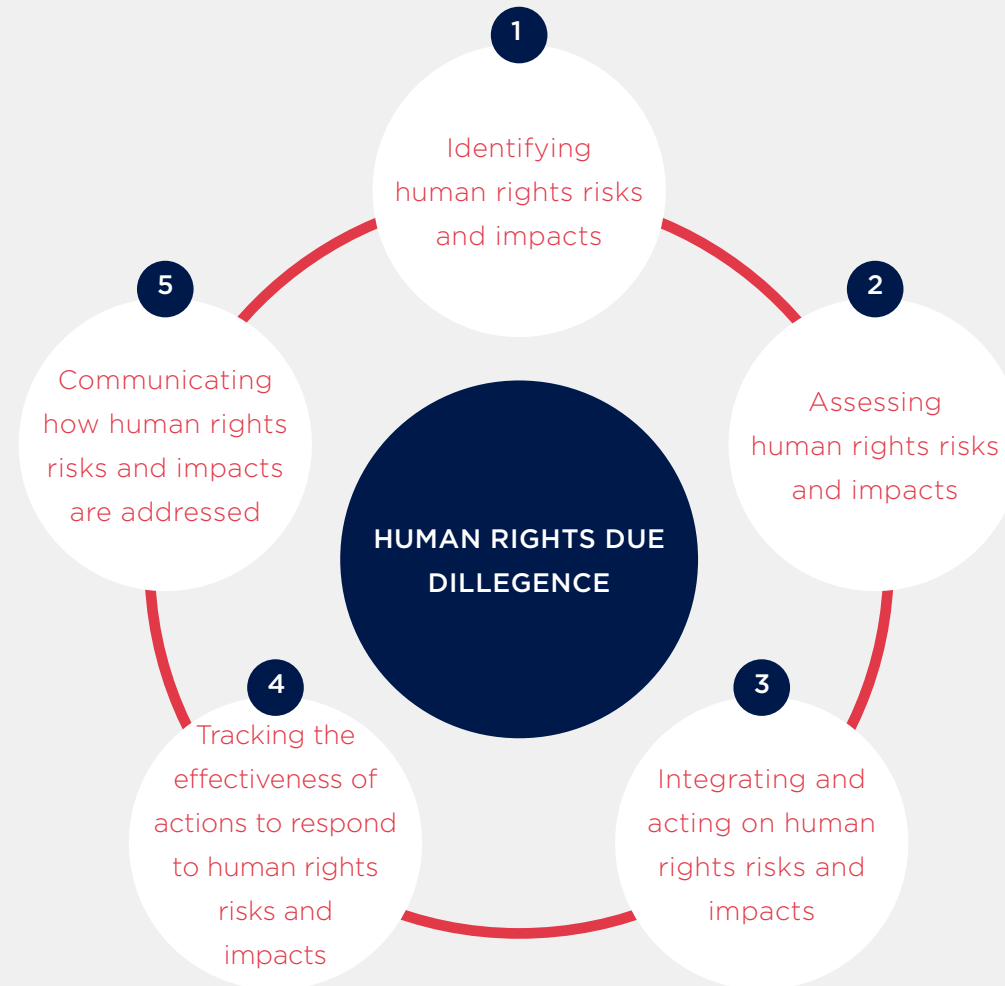 1
Identifying
human rights risks
and impacts
2
Assessing
human rights risks
and impacts
3
Integrating and
acting on human
rights risks and
impacts
4
Tracking the
effectiveness of
actions to respond
to human rights
risks and
impacts
5
Communicating
how human rights
risks and impacts
are addressed
HUMAN RIGHTS DUE
DILLEGENCE